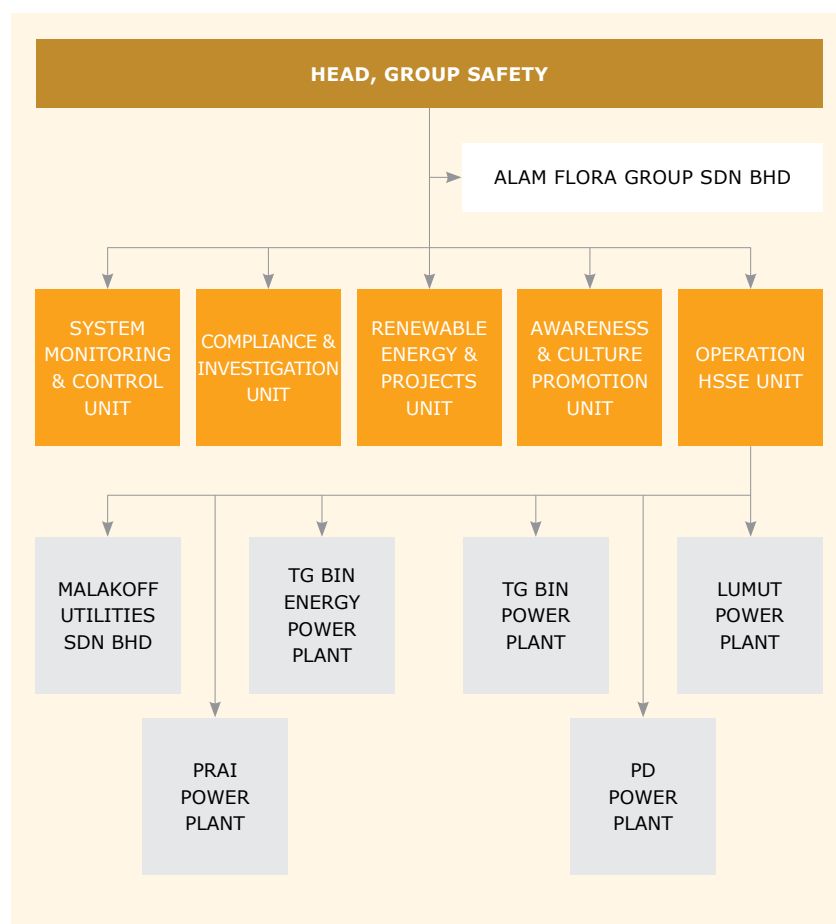 HEAD, GROUP SAFETY
ALAM FLORA GROUP SDN BHD
SYSTEM
MONITORING
& CONTROL
UNIT
COMPLIANCE &
INVESTIGATION
UNIT
RENEWABLE
ENERGY &
PROJECTS
UNIT
AWARENESS
& CULTURE
PROMOTION
UNIT
OPERATION
HSSE UNIT
MALAKOFF
UTILITIES
SDN BHD
TG BIN
ENERGY
POWER
PLANT
TG BIN
POWER
PLANT
LUMUT
POWER
PLANT
PRAI
POWER
PLANT
PD
POWER
PLANT